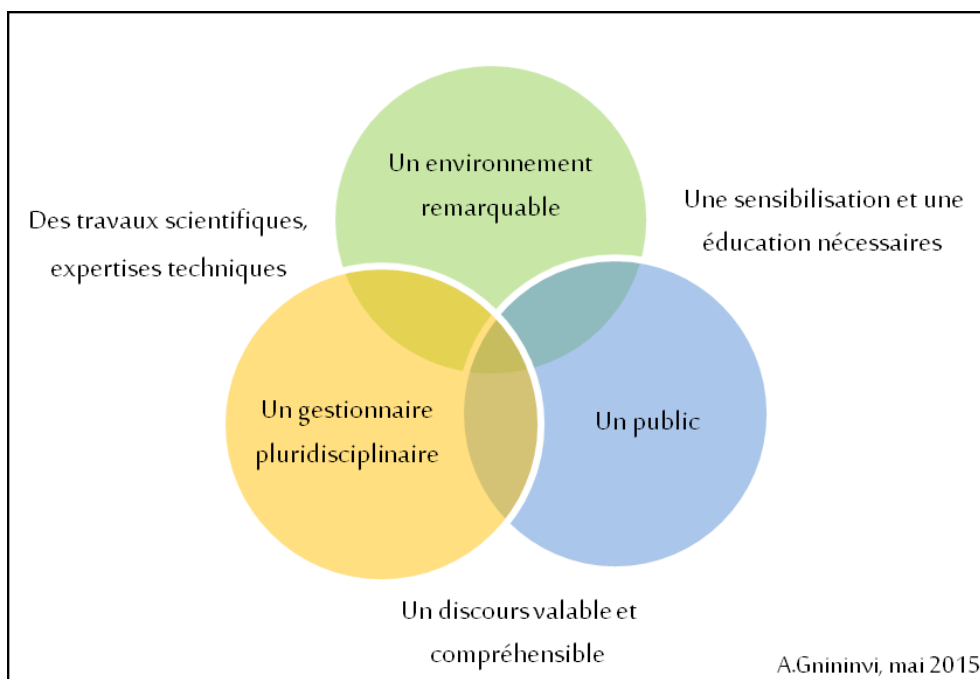 Un environnement
remarquable
Des travaux scientifiques,
expertises techniques
Une sensibilisation et une
éducation nécessaires
Un gestionnaire
pluridisciplinaire
Un public
Un discours valable et
compréhensible
A.Gnininvi, mai 2015